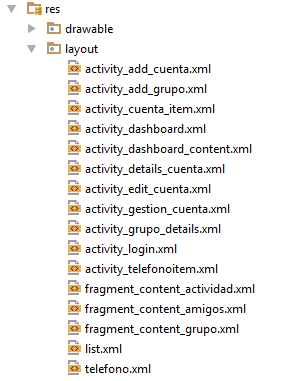 res
drawable
layout
activity_add_cuenta.xml
activity_add_grupo.xml
activity_cuenta_item.xml
activity_dashboard.xml
activity_dashboard_content.xml
activity_details_cuenta.xml
activity_edit_cuenta.xml
activity_gestion_cuenta.xml
activity_grupo_details.xml
activity_login.xml
activity_telefonoitem.xml
fragment_content_actividad.xml
fragment_content_amigos.xml
fragment_content_grupo.xml
list.xml
telefono.xml